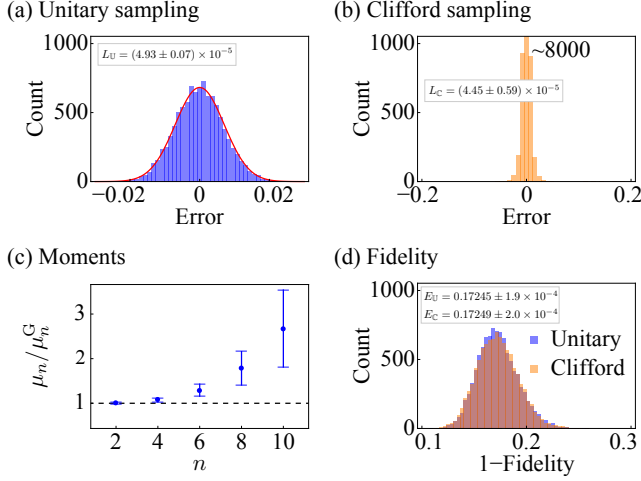 (a) Unitary sampling
L_U = (4.93 ± 0.07) × 10^{-5}
Count
1000
500
0
−0.02
0
0.02
Error
(b) Clifford sampling
~8000
L_C = (4.45 ± 0.59) × 10^{-5}
Count
1000
500
0
−0.2
0
0.2
Error
(c) Moments
μ_n/μ_n^G
3
2
1
2
4
6
8
10
n
(d) Fidelity
E_U = 0.17245 ± 1.9 × 10^{-4}
E_C = 0.17249 ± 2.0 × 10^{-4}
Unitary
Clifford
Count
1000
500
0
0.1
0.2
0.3
1−Fidelity